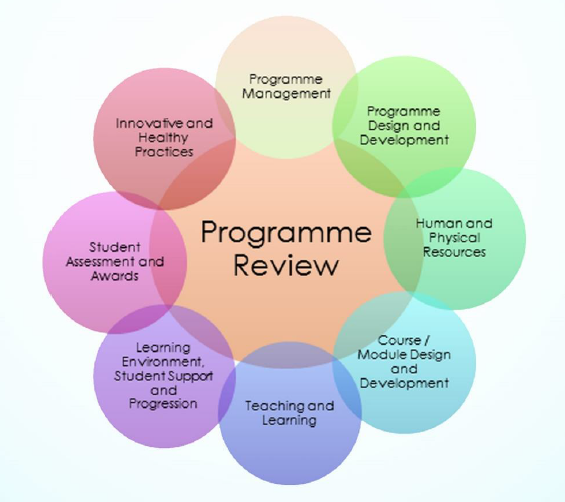 Programme
Management
Programme
Design and
Development
Human and
Physical
Resources
Course /
Module Design
and
Development
Teaching and
Learning
Learning
Environment,
Student Support
and
Progression
Student
Assessment and
Awards
Innovative and
Healthy
Practices
Programme
Review